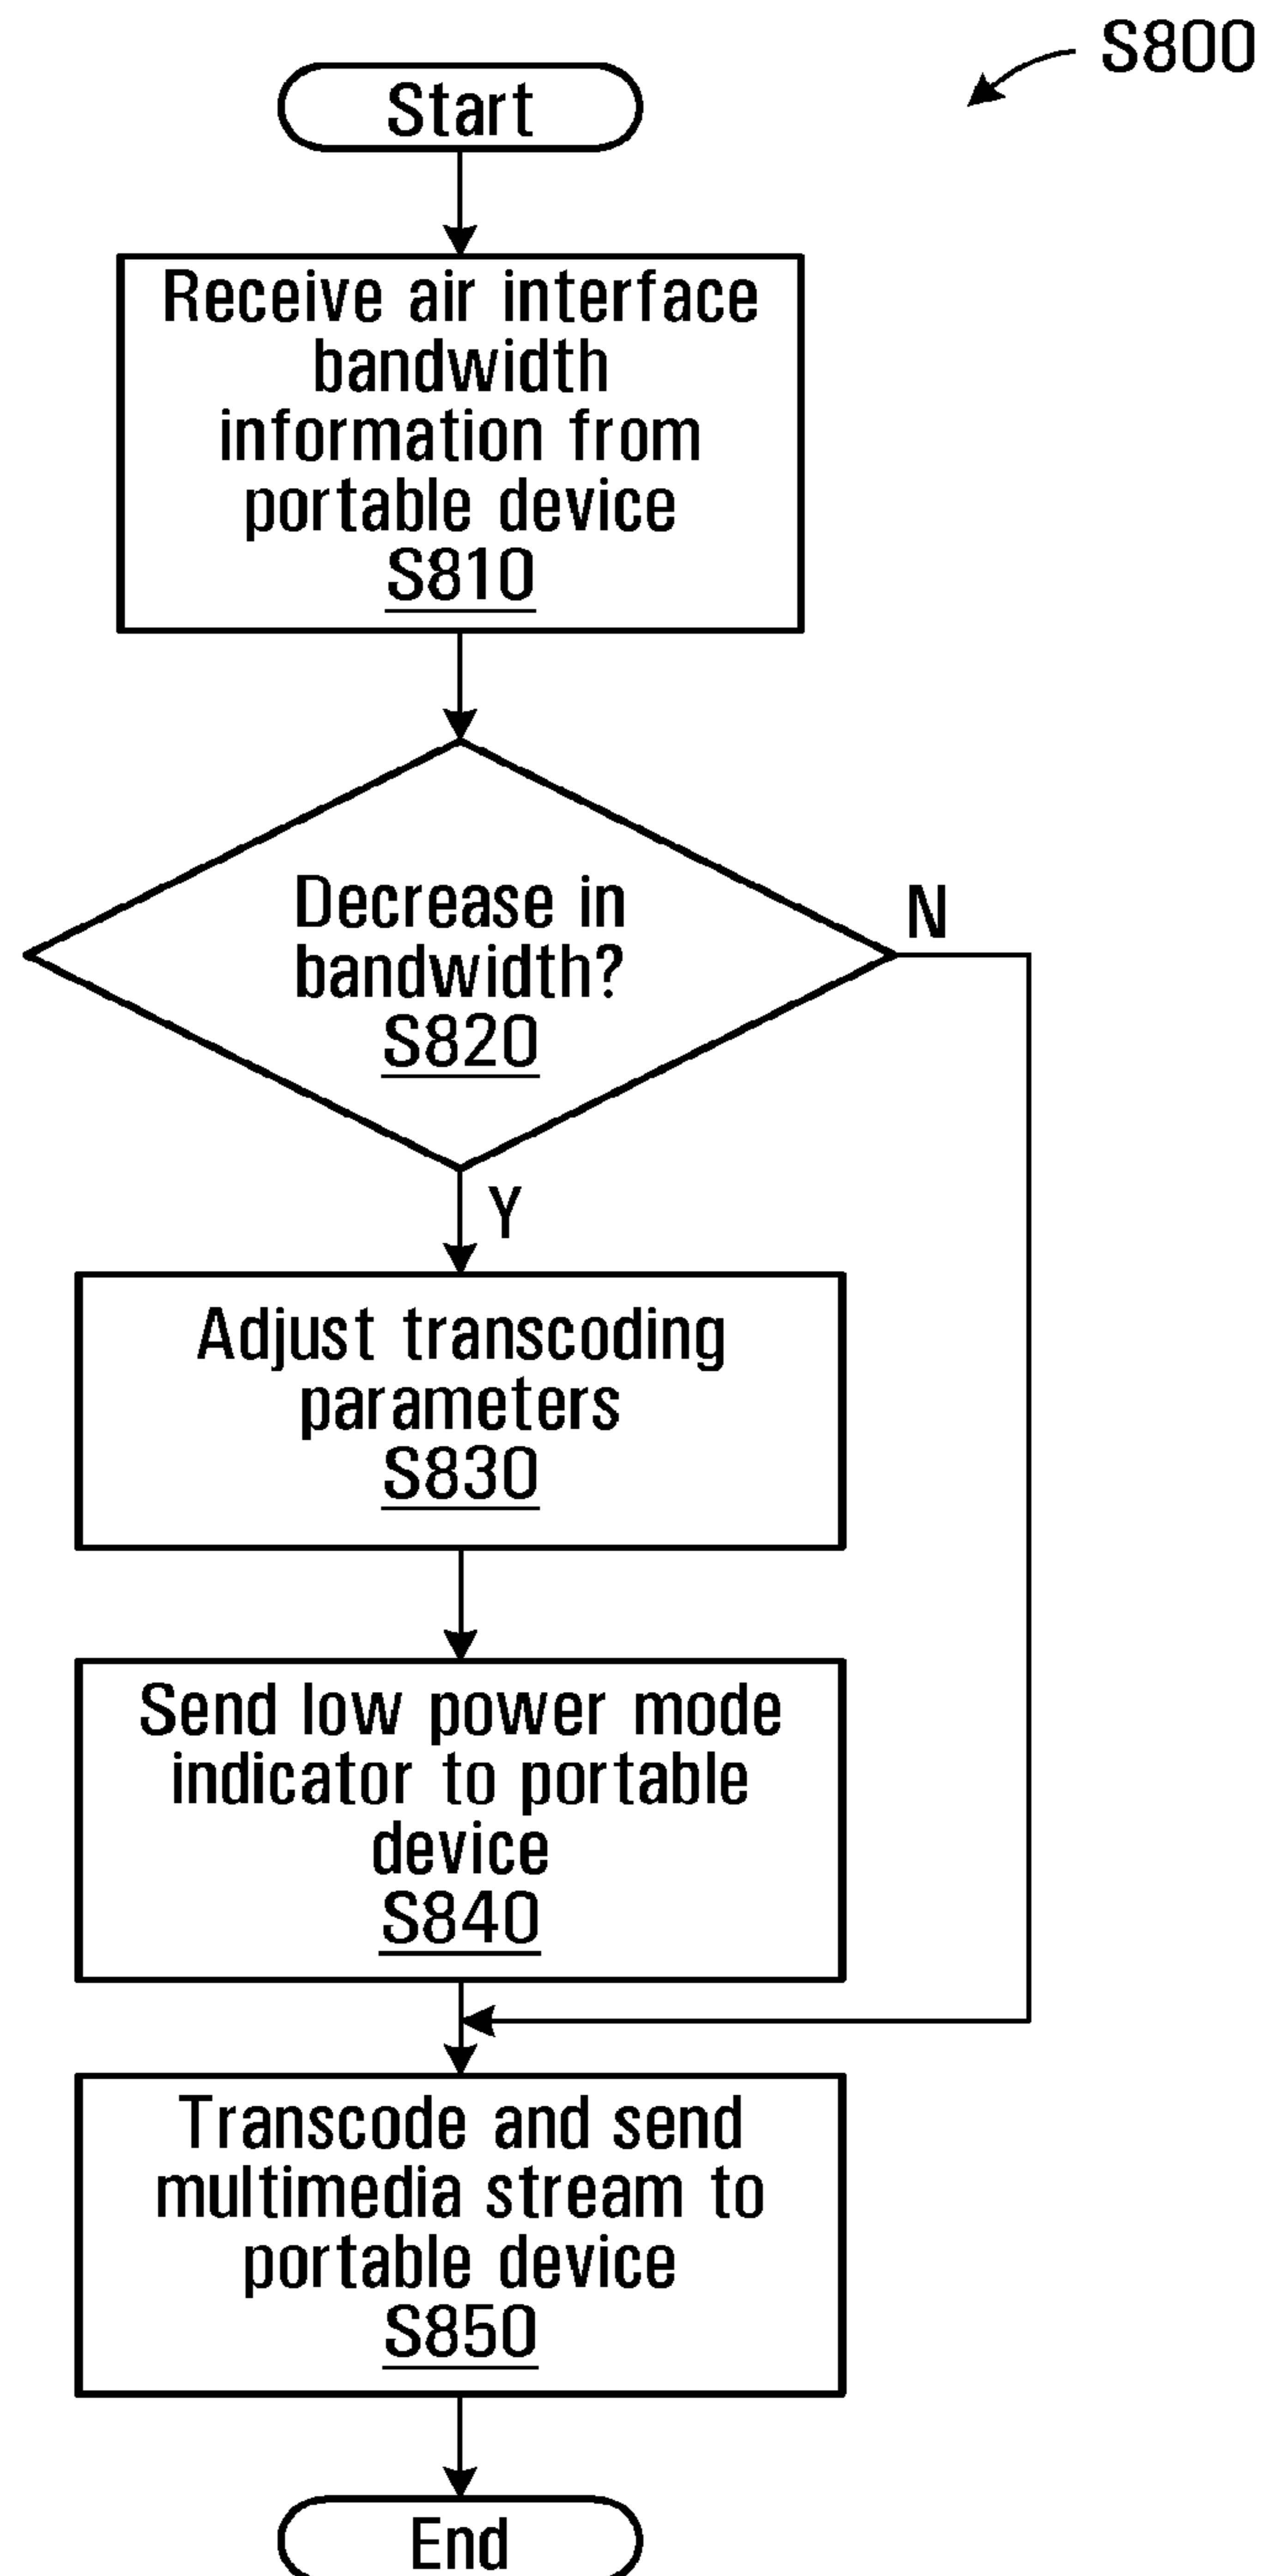 S800
Start
Receive air interface
bandwidth
information from
portable device
S810
Decrease in
bandwidth?
S820
N
Y
Adjust transcoding
parameters
S830
Send low power mode
indicator to portable
device
S840
Transcode and send
multimedia stream to
portable device
S850
End